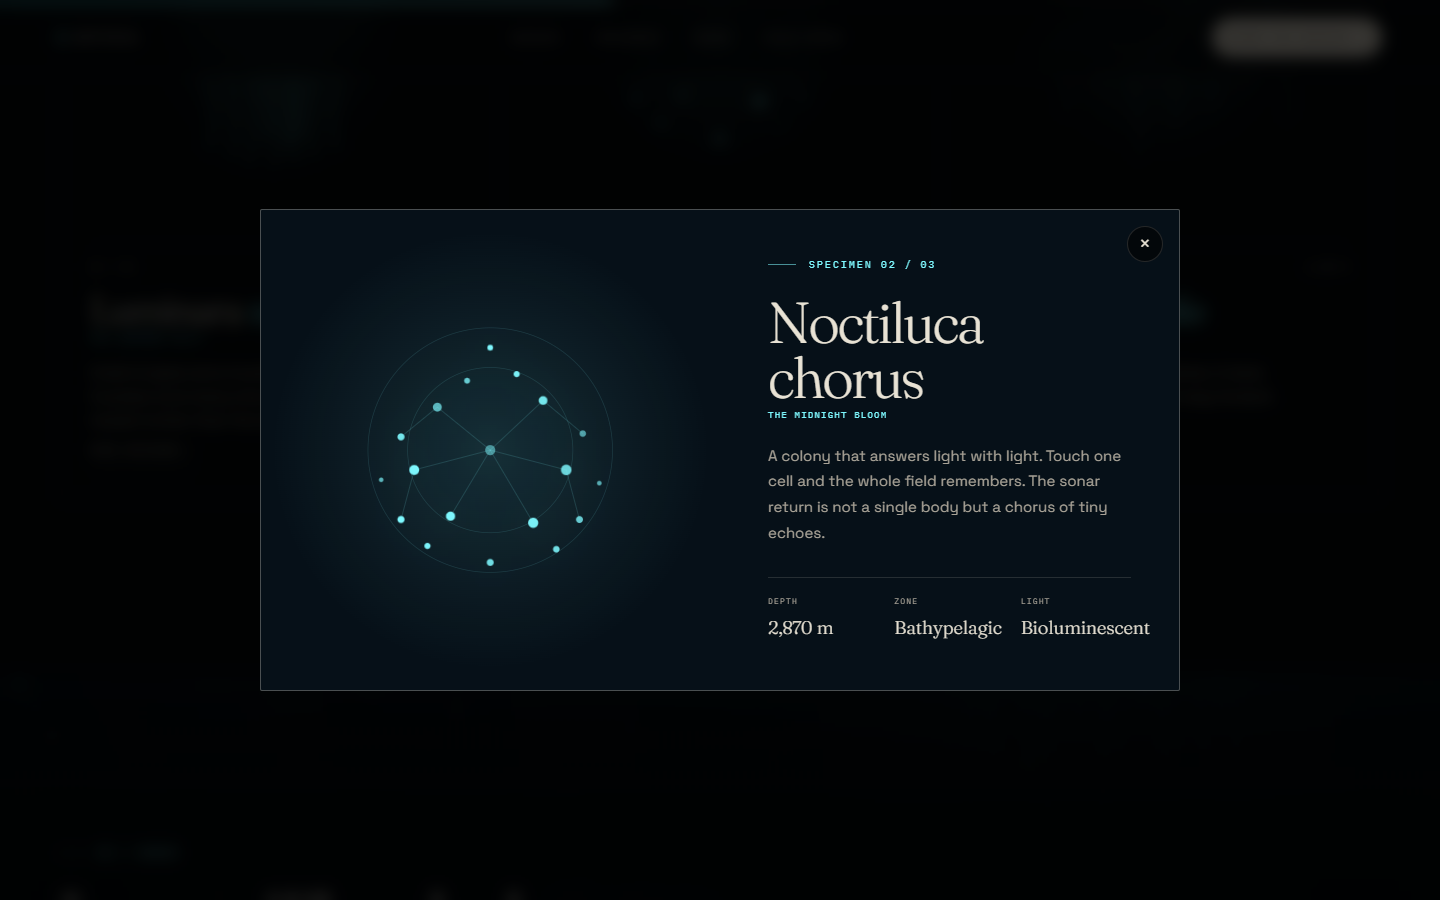 ×
SPECIMEN 02 / 03
Noctiluca
chorus
THE MIDNIGHT BLOOM
A colony that answers light with light. Touch one
cell and the whole field remembers. The sonar
return is not a single body but a chorus of tiny
echoes.
DEPTH ZONE LIGHT
2,870 m Bathypelagic Bioluminescent